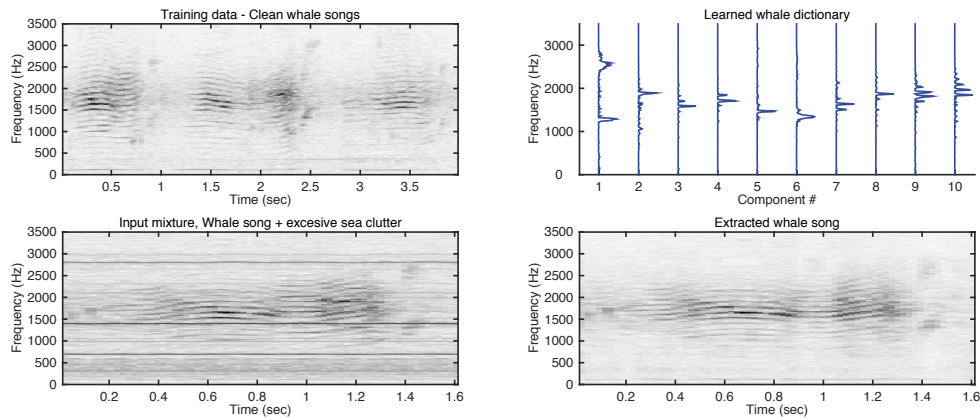 Training data - Clean whale songs
3500
3000
2500
2000
1500
1000
500
0
Frequency (Hz)
0.5 1 1.5 2 2.5 3 3.5
Time (sec)
Learned whale dictionary
3000
2000
1000
0
Frequency (Hz)
1 2 3 4 5 6 7 8 9 10
Component #
Input mixture, Whale song + excesive sea clutter
3500
3000
2500
2000
1500
1000
500
0
Frequency (Hz)
0.2 0.4 0.6 0.8 1 1.2 1.4 1.6
Time (sec)
Extracted whale song
3500
3000
2500
2000
1500
1000
500
0
Frequency (Hz)
0.2 0.4 0.6 0.8 1 1.2 1.4 1.6
Time (sec)